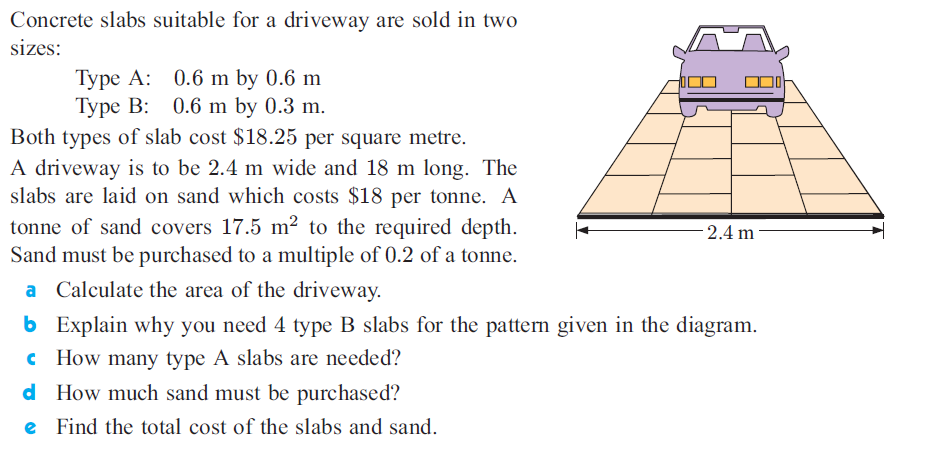 Concrete slabs suitable for a driveway are sold in two
sizes:
Type A: 0.6 m by 0.6 m
Type B: 0.6 m by 0.3 m.
Both types of slab cost $18.25 per square metre.
A driveway is to be 2.4 m wide and 18 m long. The
slabs are laid on sand which costs $18 per tonne. A
tonne of sand covers 17.5 m² to the required depth.
Sand must be purchased to a multiple of 0.2 of a tonne.
2.4 m
a Calculate the area of the driveway.
b Explain why you need 4 type B slabs for the pattern given in the diagram.
c How many type A slabs are needed?
d How much sand must be purchased?
e Find the total cost of the slabs and sand.